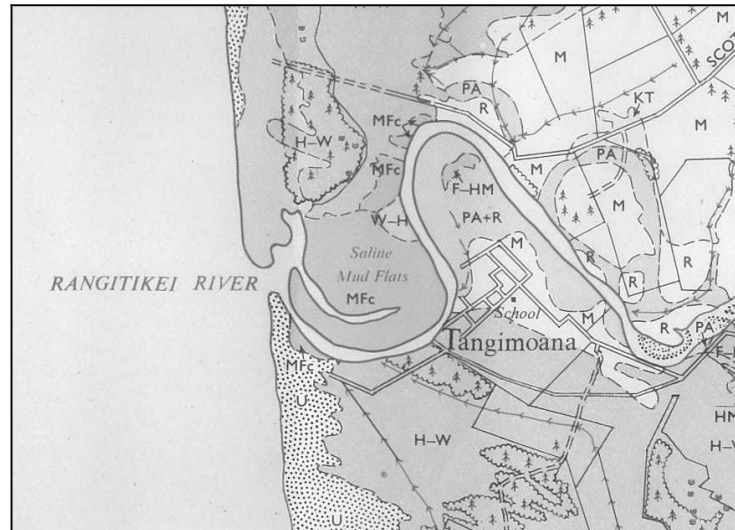 M
SCOT
PA
R
KT
MFc
M
H-W
M
PA
MFc
F-HM
M
W-H
PA+R
M
Saline
Mud Flats
MFc
RANGITIKEI RIVER
R
R
R
School
M
R
PA
Tangimoana
MFc
U
F-H
H-W
HM
H-W
U